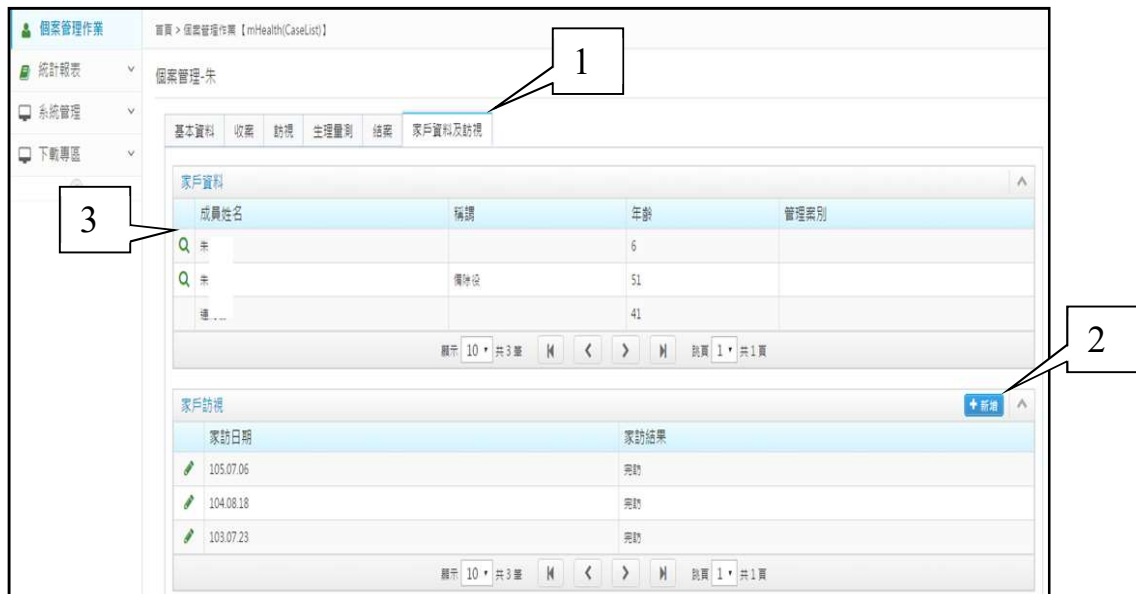 個案管理作業
首頁 > 個案管理作業【mHealth(CaseList)】
1
統計報表
個案管理-朱
系統管理
基本資料 收案 訪視 生理量測 結案 家戶資料及訪視
下載專區
家戶資料
3
成員姓名 稱謂 年齡 管理案別
朱 6
朱 備除役 51
41
顯示 10 共3筆 跳頁 1 共1頁
2
家戶訪視 新增
家訪日期 家訪結果
105.07.06 完訪
104.08.18 完訪
103.07.23 完訪
顯示 10 共3筆 跳頁 1 共1頁